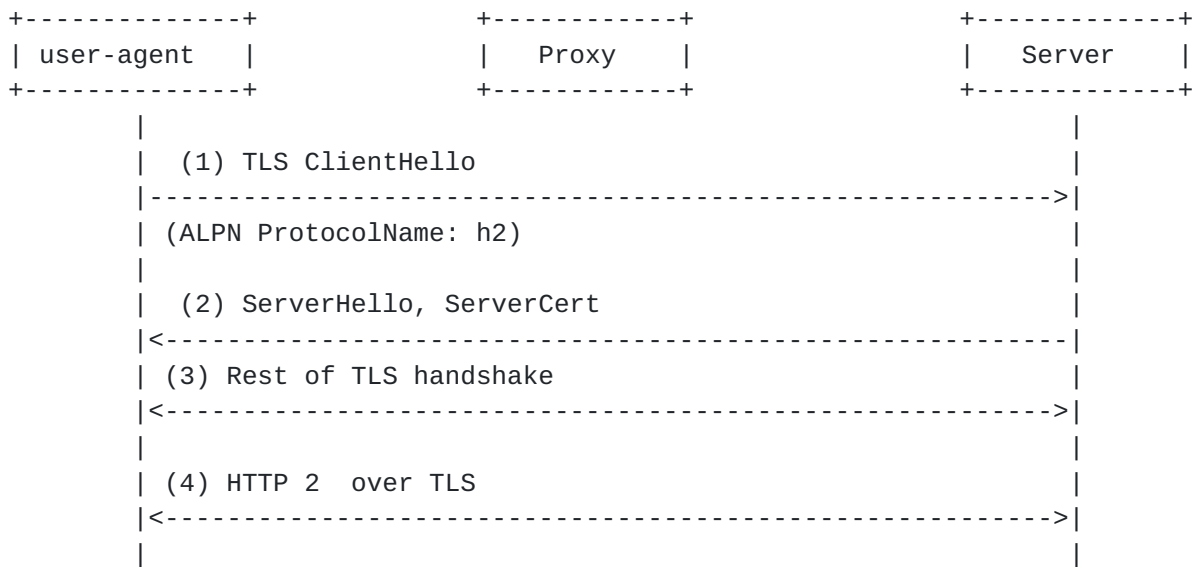 user-agent Proxy Server
(1) TLS ClientHello
(ALPN ProtocolName: h2)
(2) ServerHello, ServerCert
(3) Rest of TLS handshake
(4) HTTP 2  over TLS